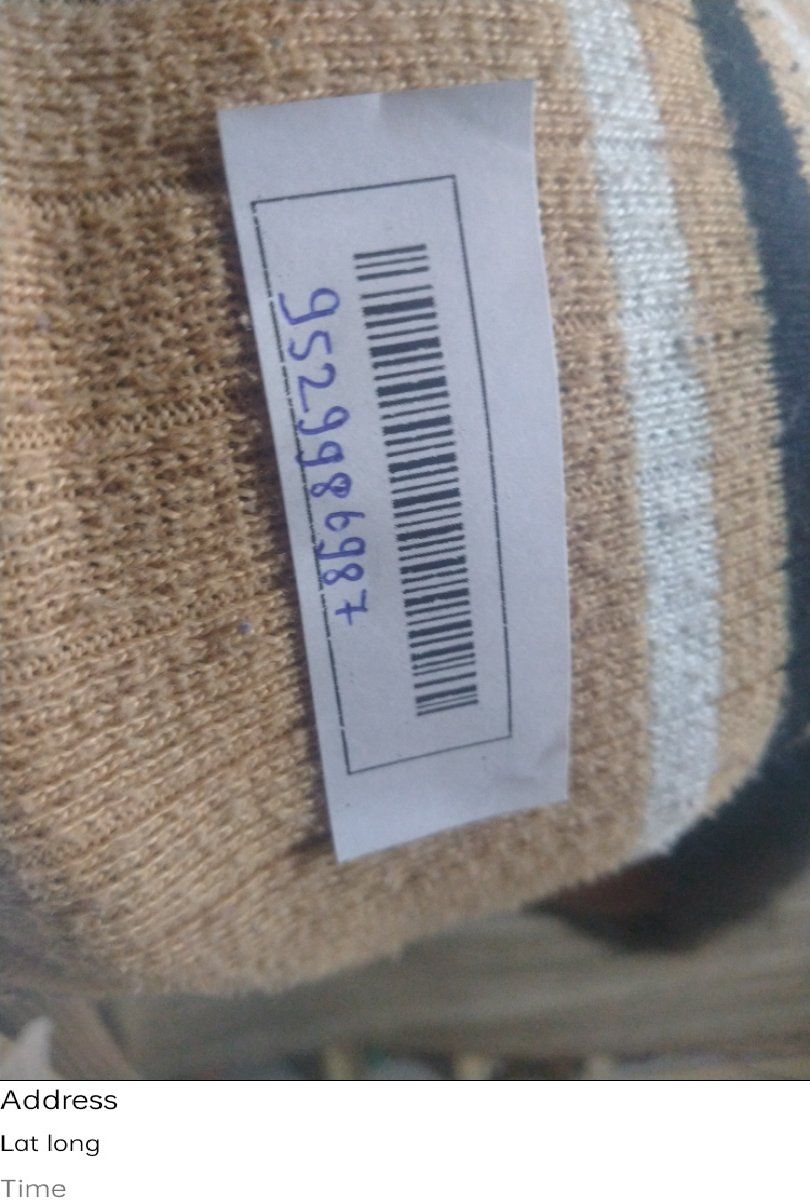 9529986987
Address
Lat long
Time